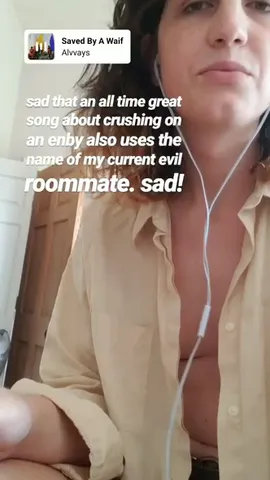 Saved By A Waif
Alvvays
sad that an all time great
song about crushing on
an enby also uses the
name of my current evil
roommate. sad!